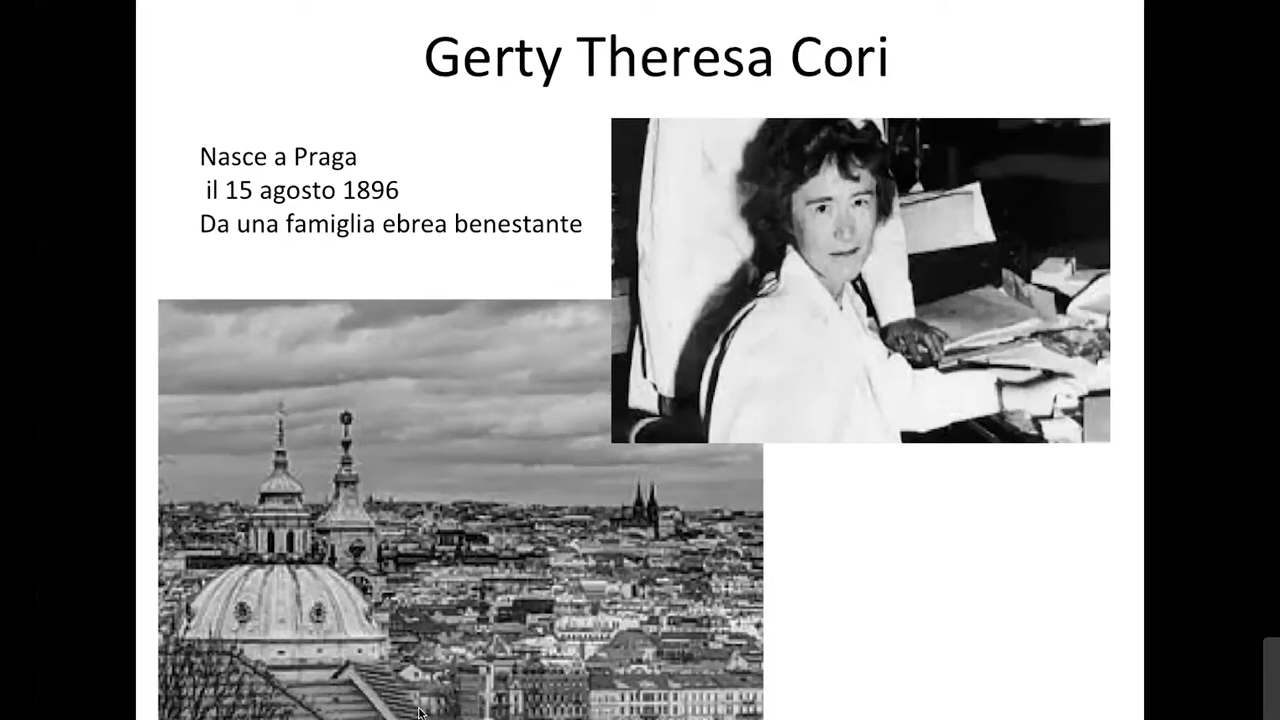 Gerty Theresa Cori
Nasce a Praga
il 15 agosto 1896
Da una famiglia ebrea benestante